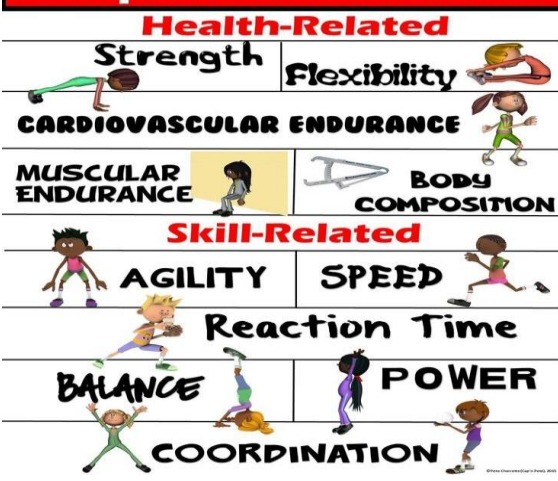 Health-Related
Strength
Flexibility
CARDIOVASCULAR ENDURANCE
MUSCULAR
ENDURANCE
BODY
COMPOSITION
Skill-Related
AGILITY
SPEED
Reaction Time
BALANCE
POWER
COORDINATION